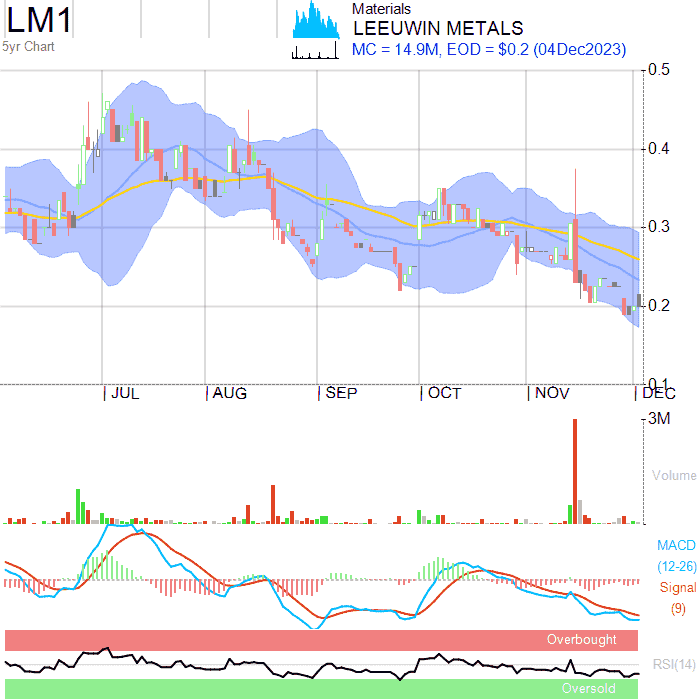 LM1
5yr Chart
Materials
LEEUWIN METALS
MC = 14.9M, EOD = $0.2 (04Dec2023)
0.5
0.4
0.3
0.2
0.1
JUL
AUG
SEP
OCT
NOV
DEC
3M
Volume
MACD
(12-26)
Signal
(9)
Overbought
RSI(14)
Oversold